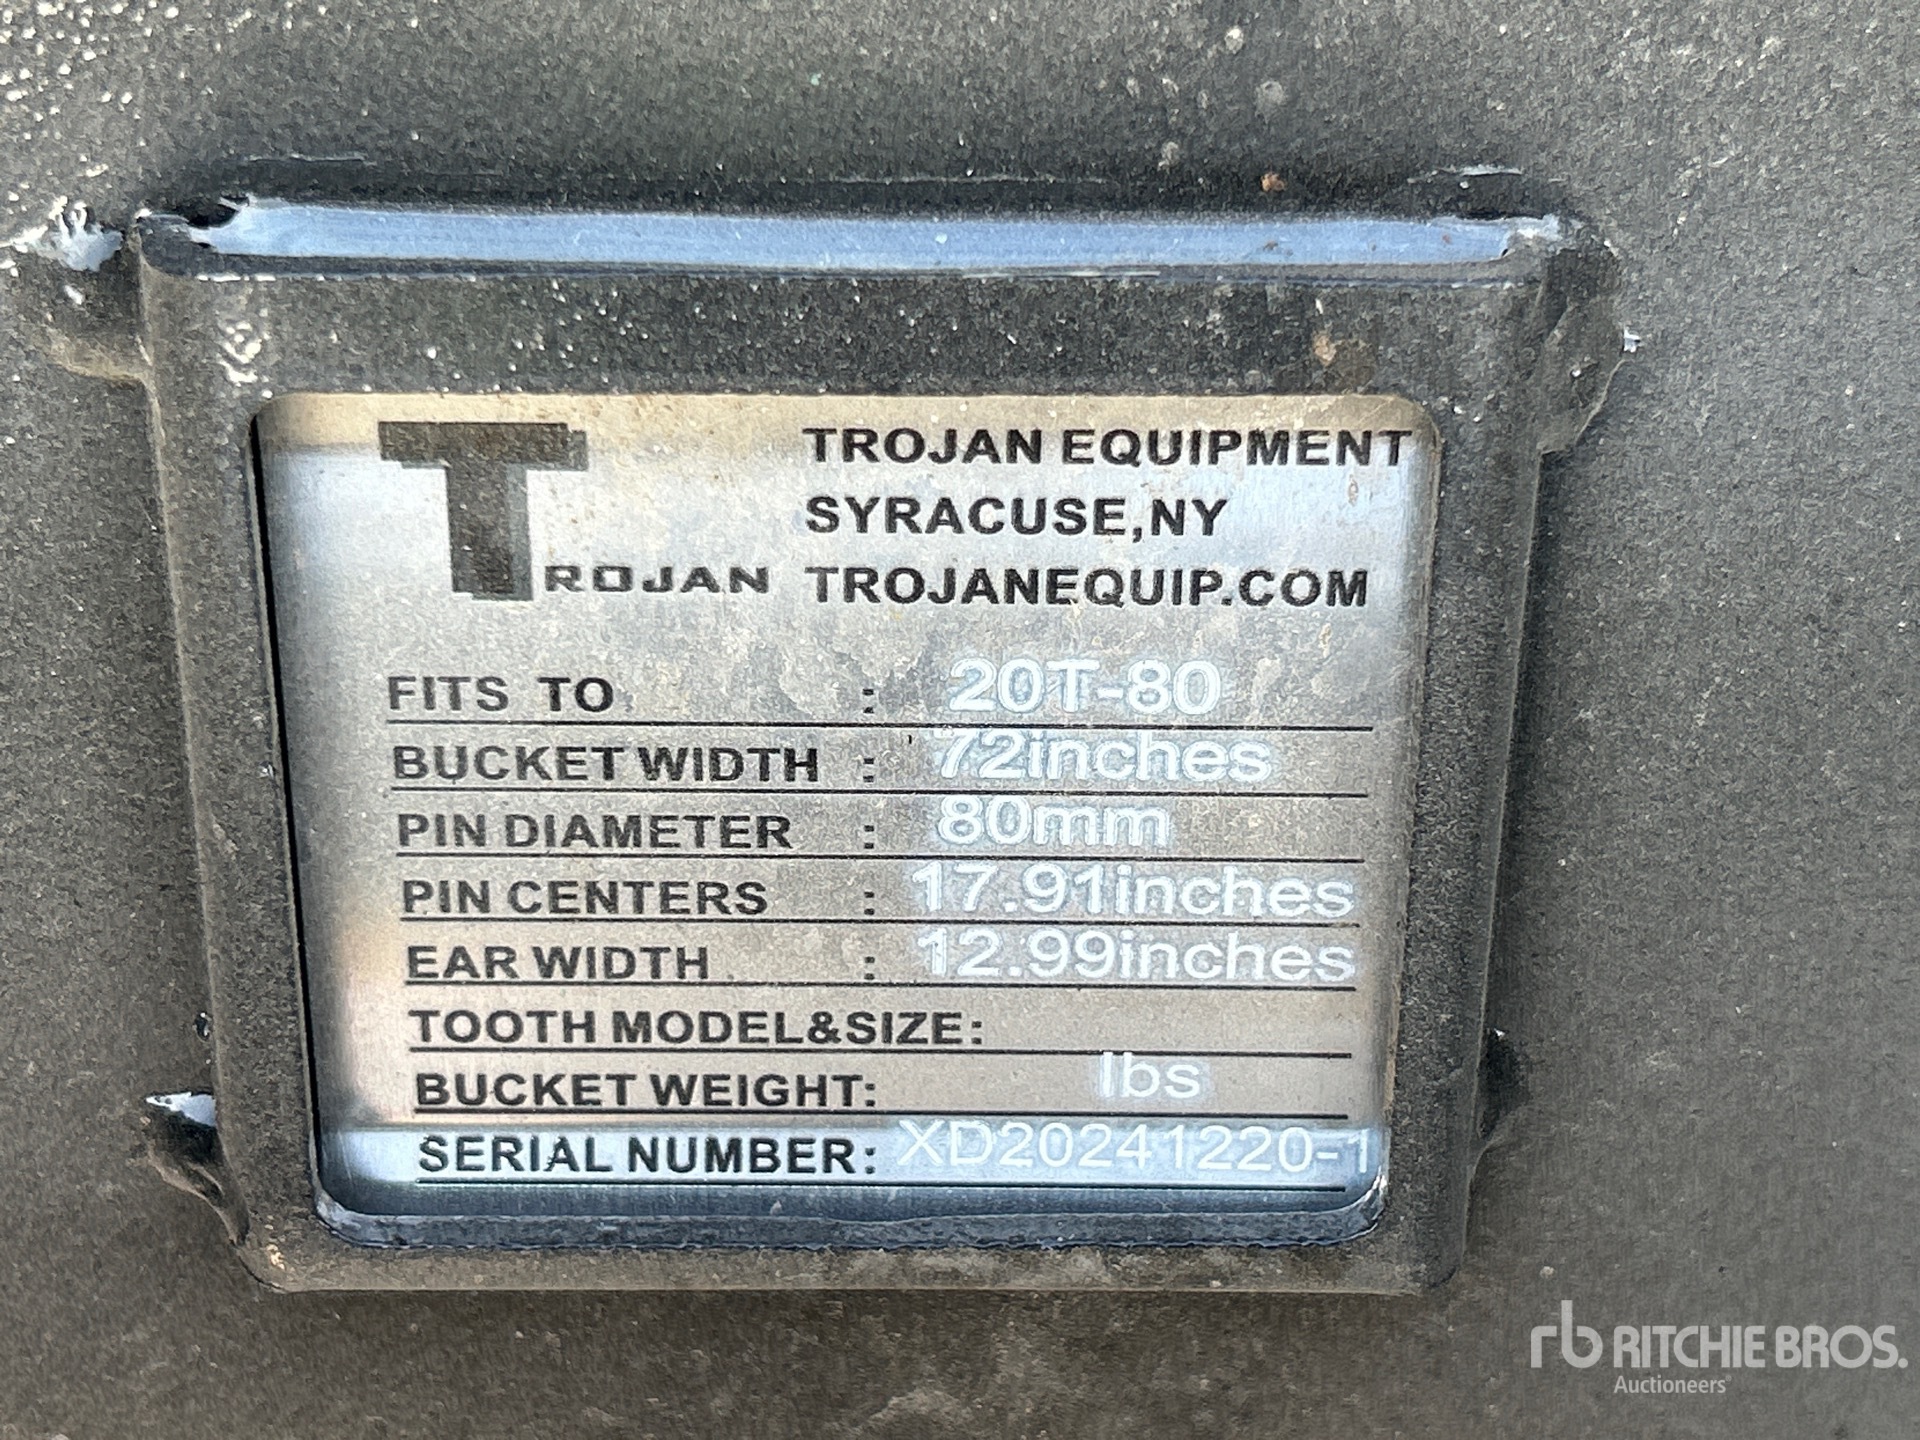 TROJAN EQUIPMENT
SYRACUSE,NY
TROJAN TROJANEQUIP.COM
FITS TO : 20T-80
BUCKET WIDTH : 72inches
PIN DIAMETER : 80mm
PIN CENTERS : 17.91inches
EAR WIDTH : 12.99inches
TOOTH MODEL&SIZE:
BUCKET WEIGHT: lbs
SERIAL NUMBER: XD20241220-1
rb RITCHIE BROS.
Auctioneers